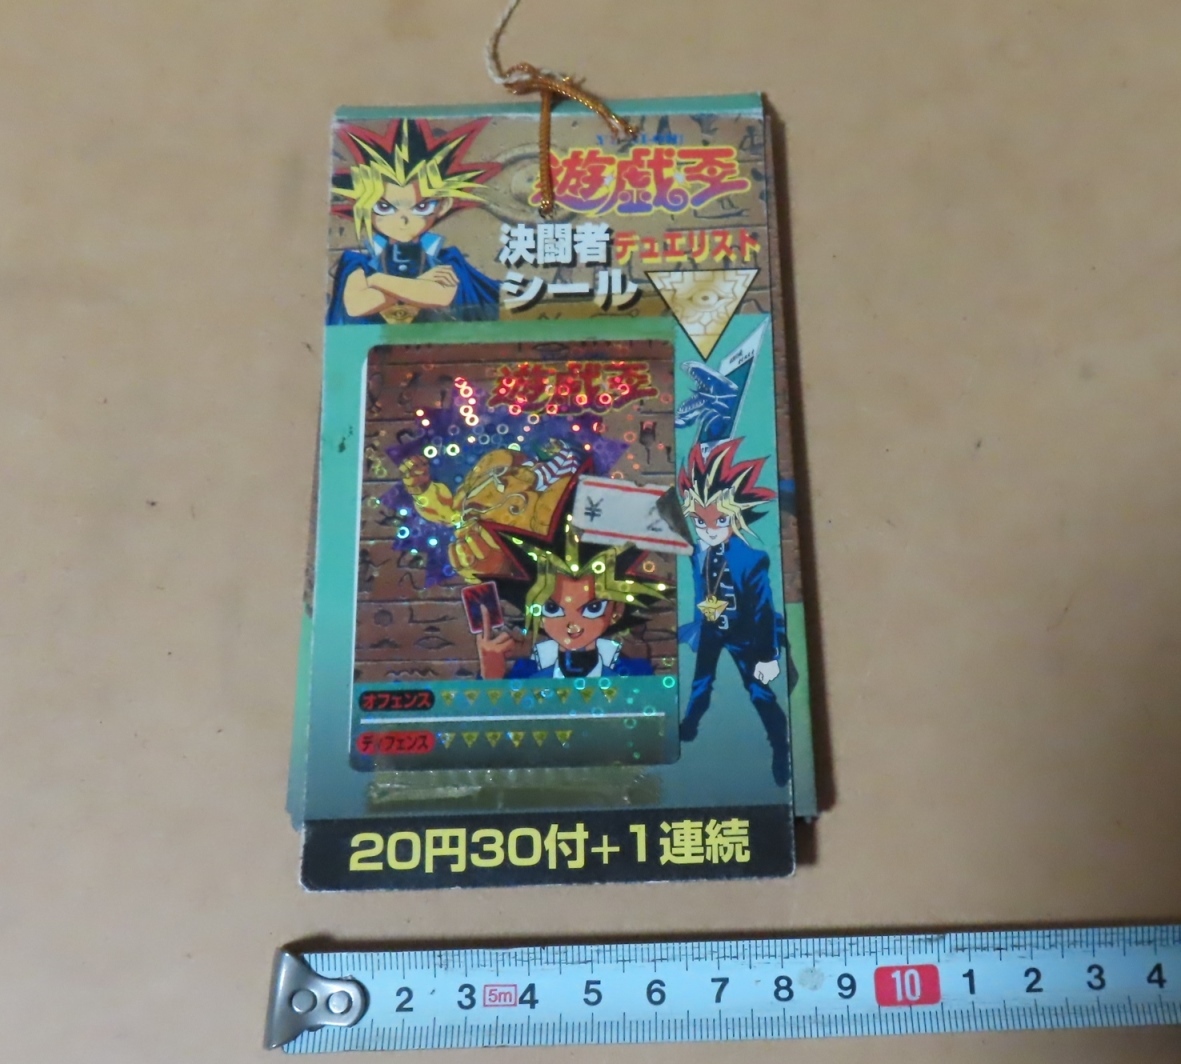 遊戯王
決闘者デュエリスト
シール
遊戯王
¥
オフェンス
ディフェンス
20円30付+1連続
2 3 5m 4 5 6 7 8 9 10 1 2 3 4